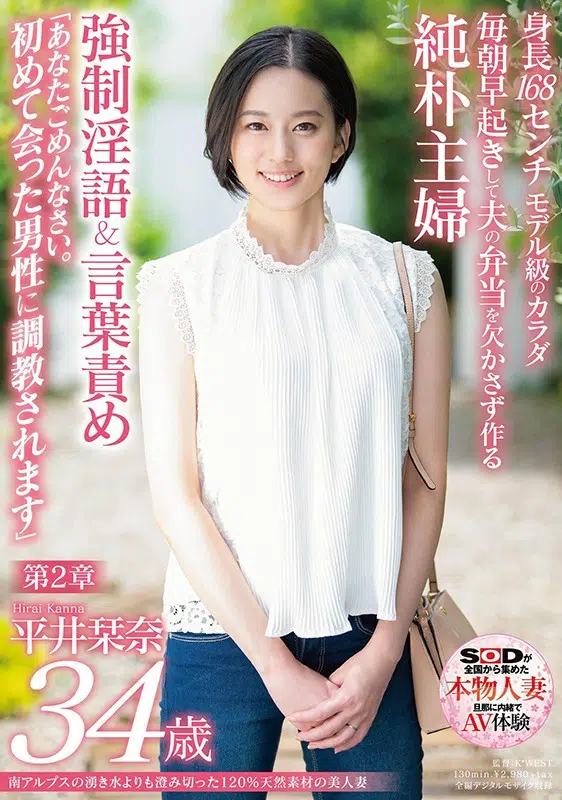 身長168センチ モデル級のカラダ
毎朝早起きして夫の弁当を欠かさず作る
純朴主婦
強制淫語&言葉責め
「あなたごめんなさい。
初めて会った男性に調教されます」
第2章
Hirai Kanna
平井栞奈
34歳
南アルプスの湧き水よりも澄み切った120%天然素材の美人妻
SODが
全国から集めた
本物人妻
旦那に内緒で
AV体験
監督:K*WEST
130min.¥2,980+tax
全編デジタルモザイク収録